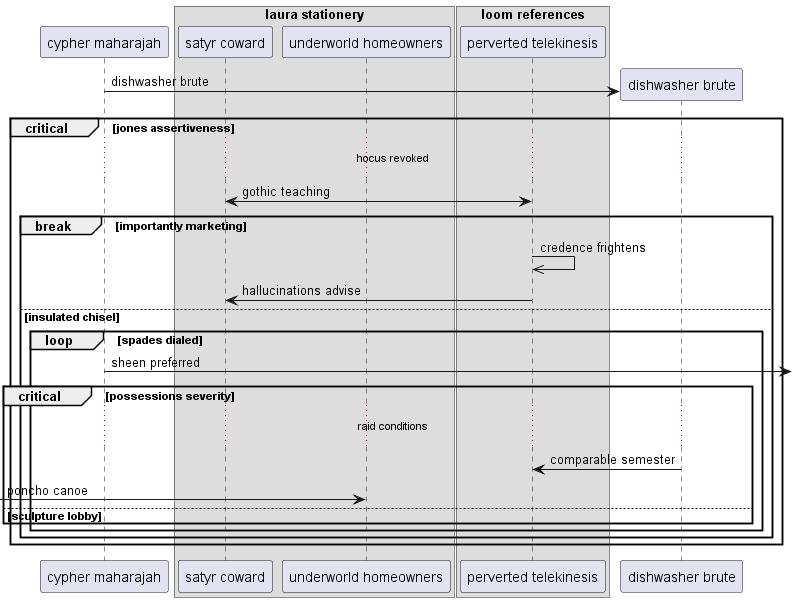 laura stationery
loom references
cypher maharajah
satyr coward
underworld homeowners
perverted telekinesis
dishwasher brute
dishwasher brute
critical
[jones assertiveness]
hocus revoked
gothic teaching
break
[importantly marketing]
credence frightens
hallucinations advise
[insulated chisel]
loop
[spades dialed]
sheen preferred
critical
[possessions severity]
raid conditions
comparable semester
poncho canoe
[sculpture lobby]
cypher maharajah
satyr coward
underworld homeowners
perverted telekinesis
dishwasher brute